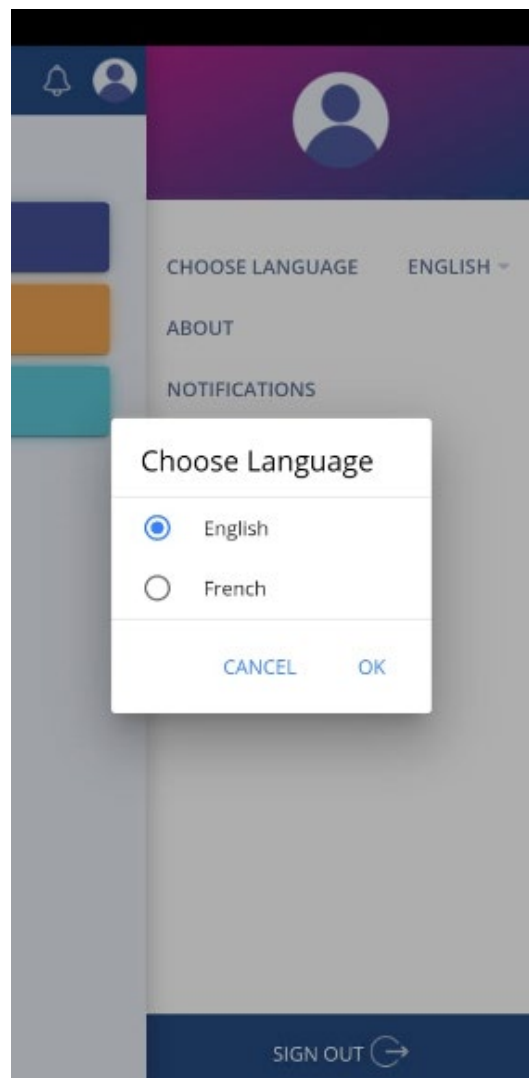 CHOOSE LANGUAGE ENGLISH
ABOUT
NOTIFICATIONS
Choose Language
English
French
CANCEL OK
SIGN OUT